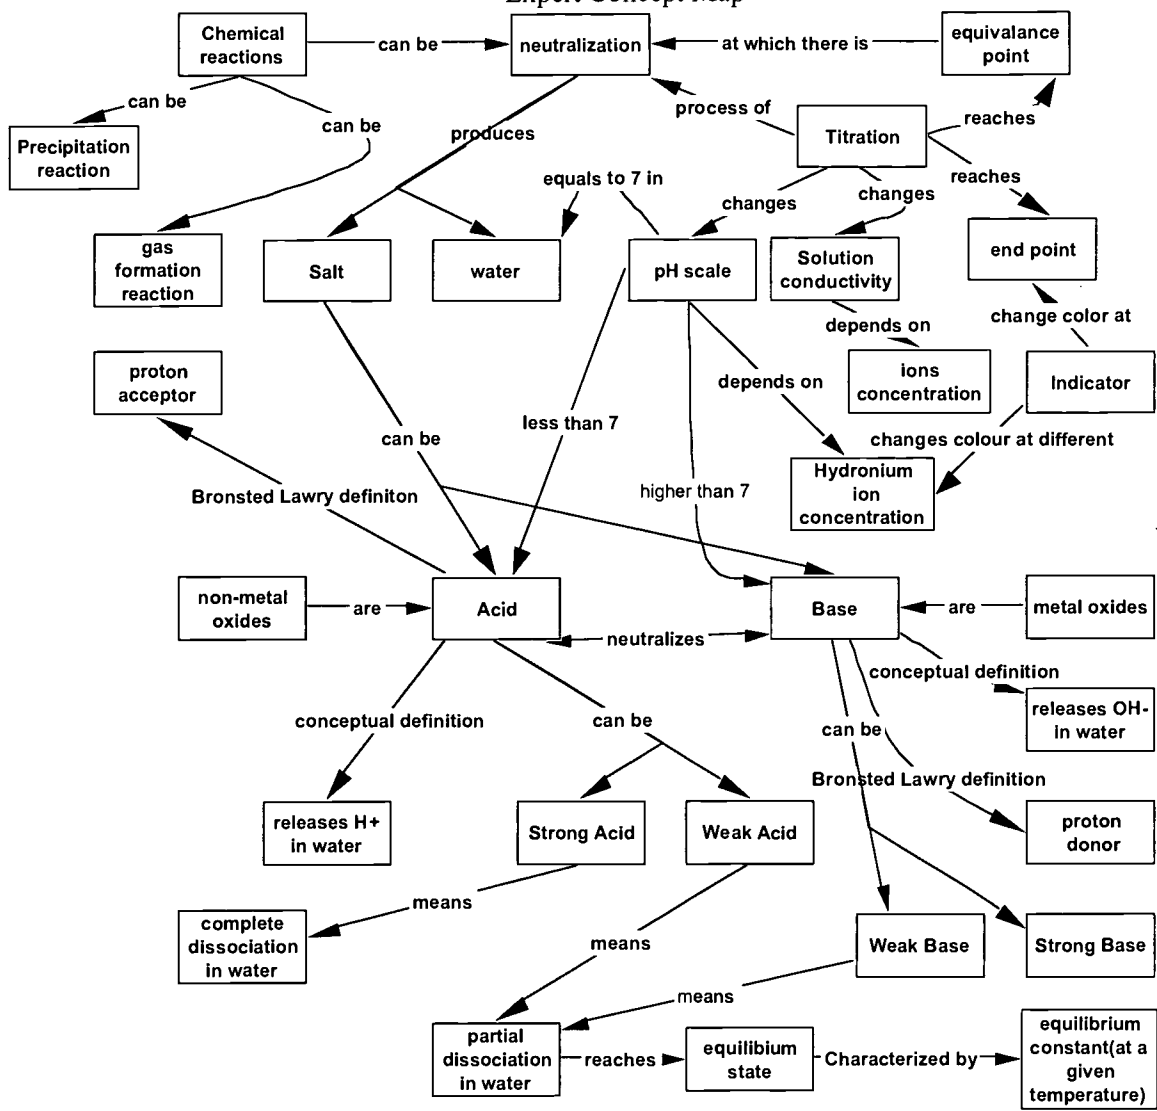 Expert Concept Map
Chemical
reactions
can be
neutralization
at which there is
equivalance
point
can be
can be
Precipitation
reaction
produces
process of
Titration
reaches
reaches
equals to 7 in
changes
changes
gas
formation
reaction
Salt
water
pH scale
Solution
conductivity
end point
depends on
change color at
proton
acceptor
depends on
ions
concentration
Indicator
can be
less than 7
changes colour at different
Bronsted Lawry definiton
higher than 7
Hydronium
ion
concentration
non-metal
oxides
are
Acid
neutralizes
Base
are
metal oxides
conceptual definition
conceptual definition
can be
can be
releases OH-
in water
Bronsted Lawry definition
releases H+
in water
Strong Acid
Weak Acid
proton
donor
means
complete
dissociation
in water
means
Weak Base
Strong Base
means
partial
dissociation
in water
reaches
equilibium
state
Characterized by
equilibrium
constant(at a
given
temperature)